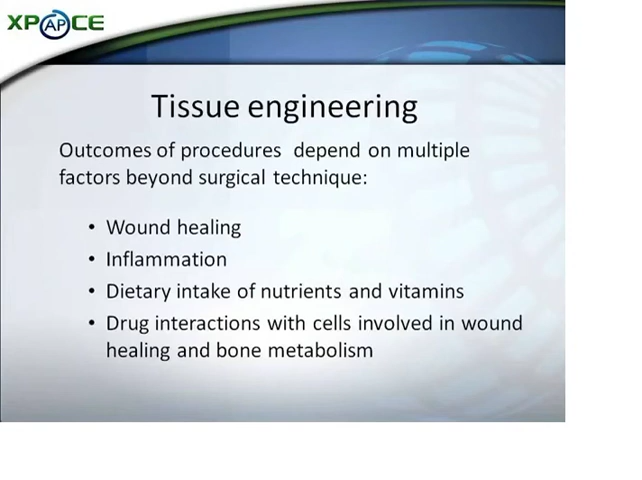 XPAPCE
Tissue engineering
Outcomes of procedures depend on multiple
factors beyond surgical technique:
• Wound healing
• Inflammation
• Dietary intake of nutrients and vitamins
• Drug interactions with cells involved in wound
healing and bone metabolism